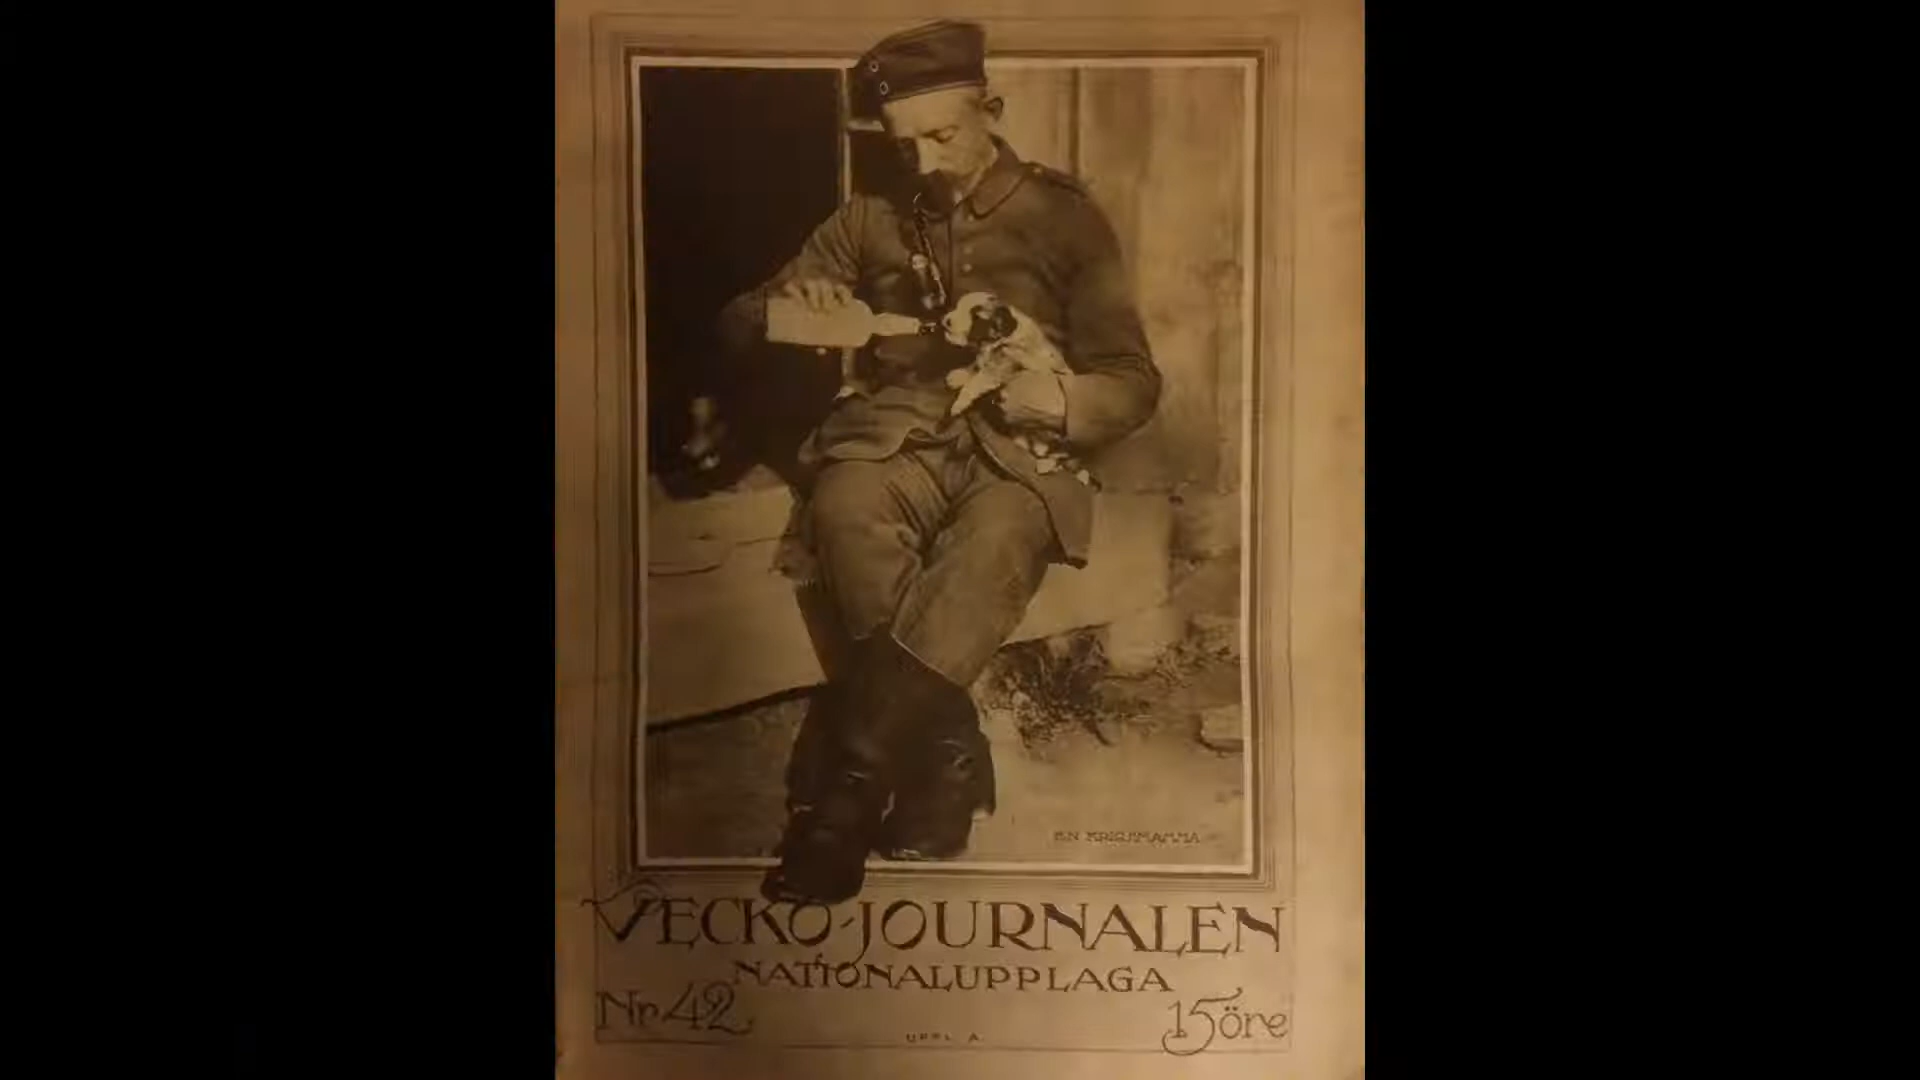 EN KRIGSMAMMA
VECKO-JOURNALEN
NATIONALUPPLAGA
Nr 42
15 öre
UPPL. A.